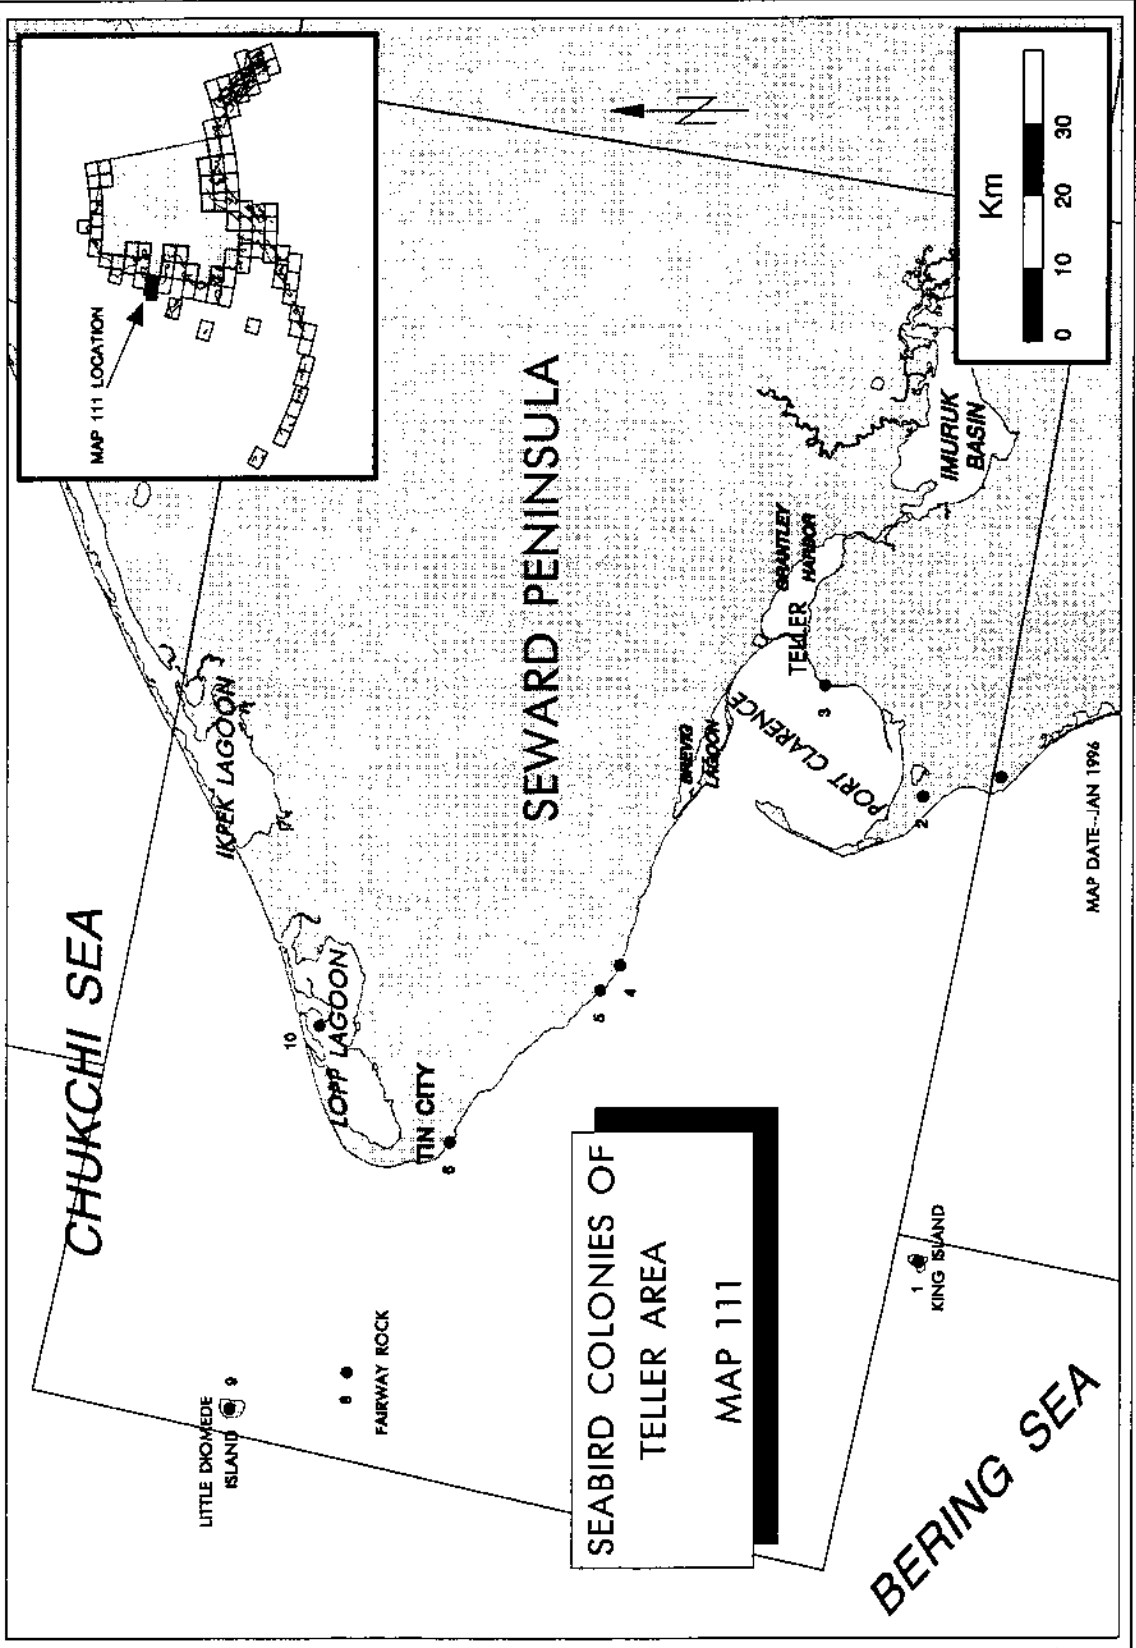 MAP 111 LOCATION
CHUKCHI SEA
Km
0 10 20 30
N
IKPEK LAGOON
LOPP LAGOON
10
TIN CITY
6
LITTLE DIOMEDE
ISLAND
9
8
FAIRWAY ROCK
SEWARD PENINSULA
BREVIG
LAGOON
PORT CLARENCE
TELLER
GRANTLEY
HARBOR
IMURUK
BASIN
5
4
3
2
1
KING ISLAND
BERING SEA
SEABIRD COLONIES OF
TELLER AREA
MAP 111
MAP DATE--JAN 1996